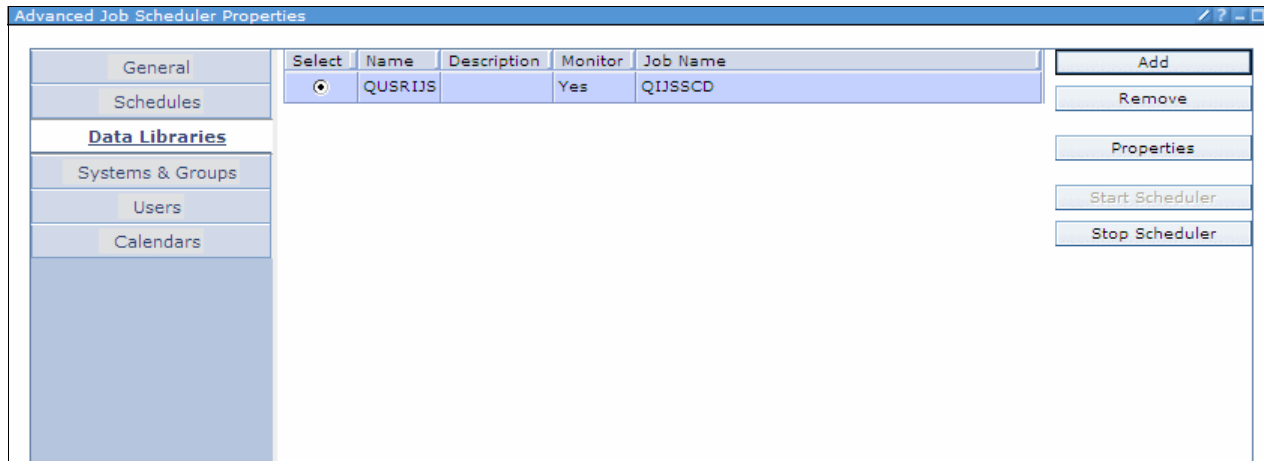 Advanced Job Scheduler Properties
General
Schedules
Data Libraries
Systems & Groups
Users
Calendars
Select Name Description Monitor Job Name
QUSRIJS Yes QIJSSCD
Add
Remove
Properties
Start Scheduler
Stop Scheduler